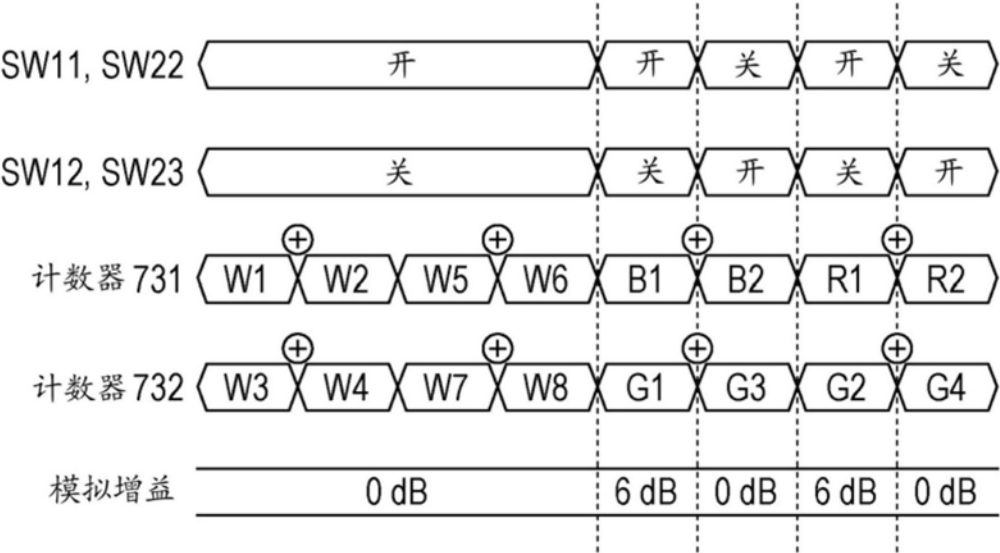 SW11, SW22 开 开 关 开 关
SW12, SW23 关 关 开 关 开
计数器 731 W1 W2 W5 W6 B1 B2 R1 R2
计数器 732 W3 W4 W7 W8 G1 G3 G2 G4
模拟增益 0 dB 6 dB 0 dB 6 dB 0 dB